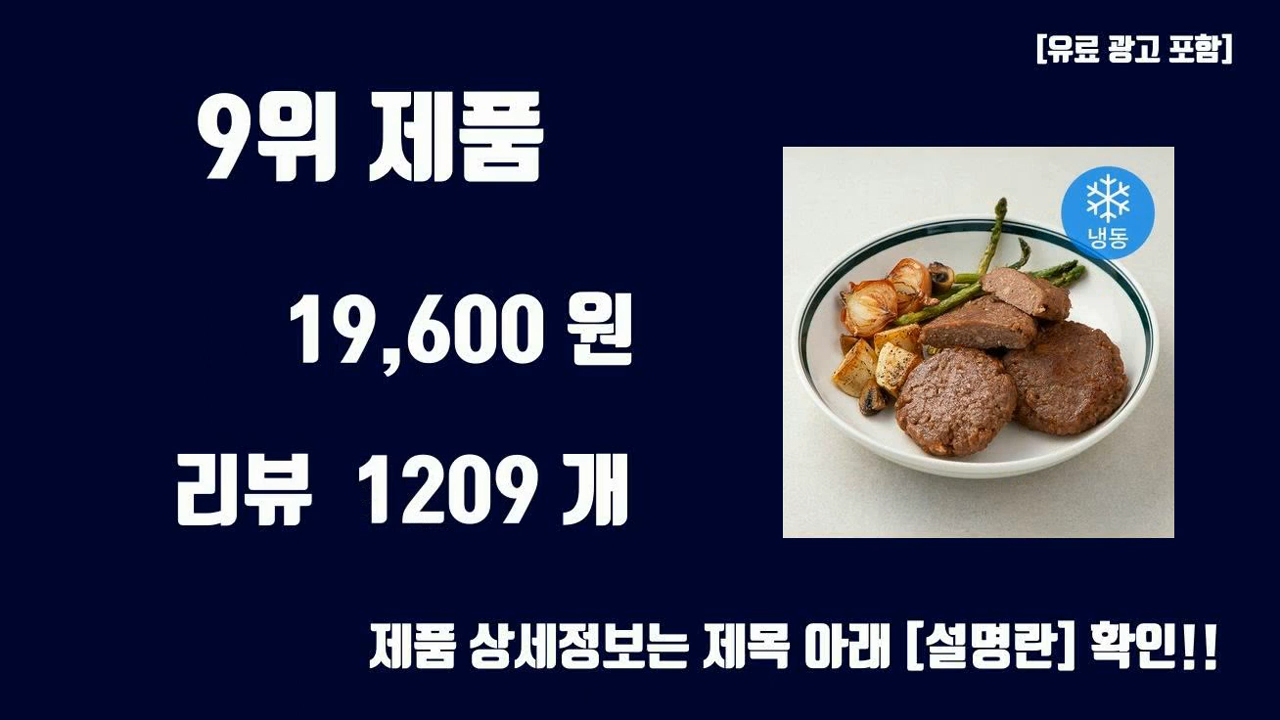 [유료 광고 포함]
9위 제품
냉동
19,600 원
리뷰 1209 개
제품 상세정보는 제목 아래 [설명란] 확인!!